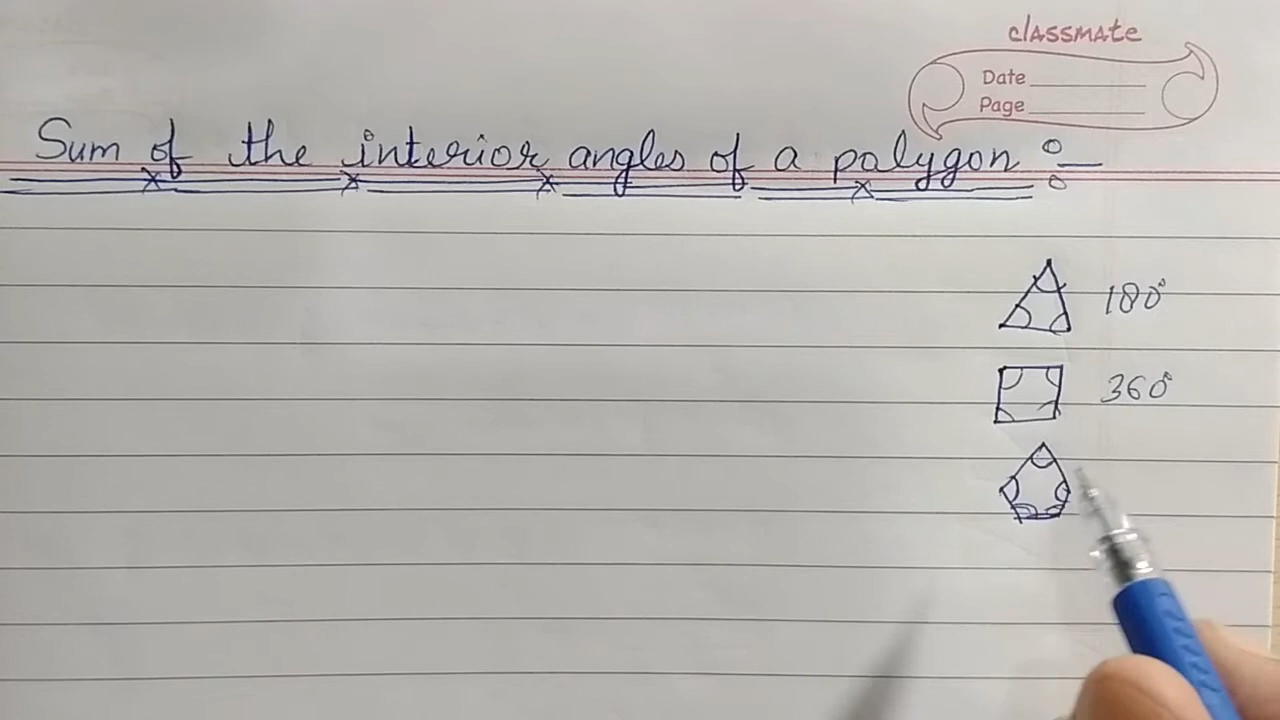 classmate
Date
Page
Sum of the interior angles of a polygon :-
180°
360°